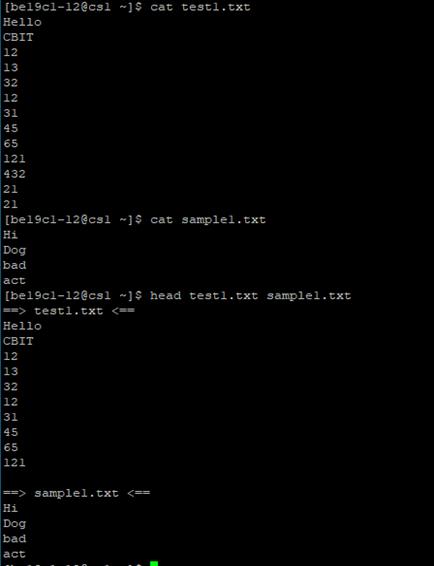 [be19c1-12@cs1 ~]$ cat test1.txt
Hello
CBIT
12
13
32
12
31
45
65
121
432
21
21
[be19c1-12@cs1 ~]$ cat sample1.txt
Hi
Dog
bad
act
[be19c1-12@cs1 ~]$ head test1.txt sample1.txt
==> test1.txt <==
Hello
CBIT
12
13
32
12
31
45
65
121

==> sample1.txt <==
Hi
Dog
bad
act